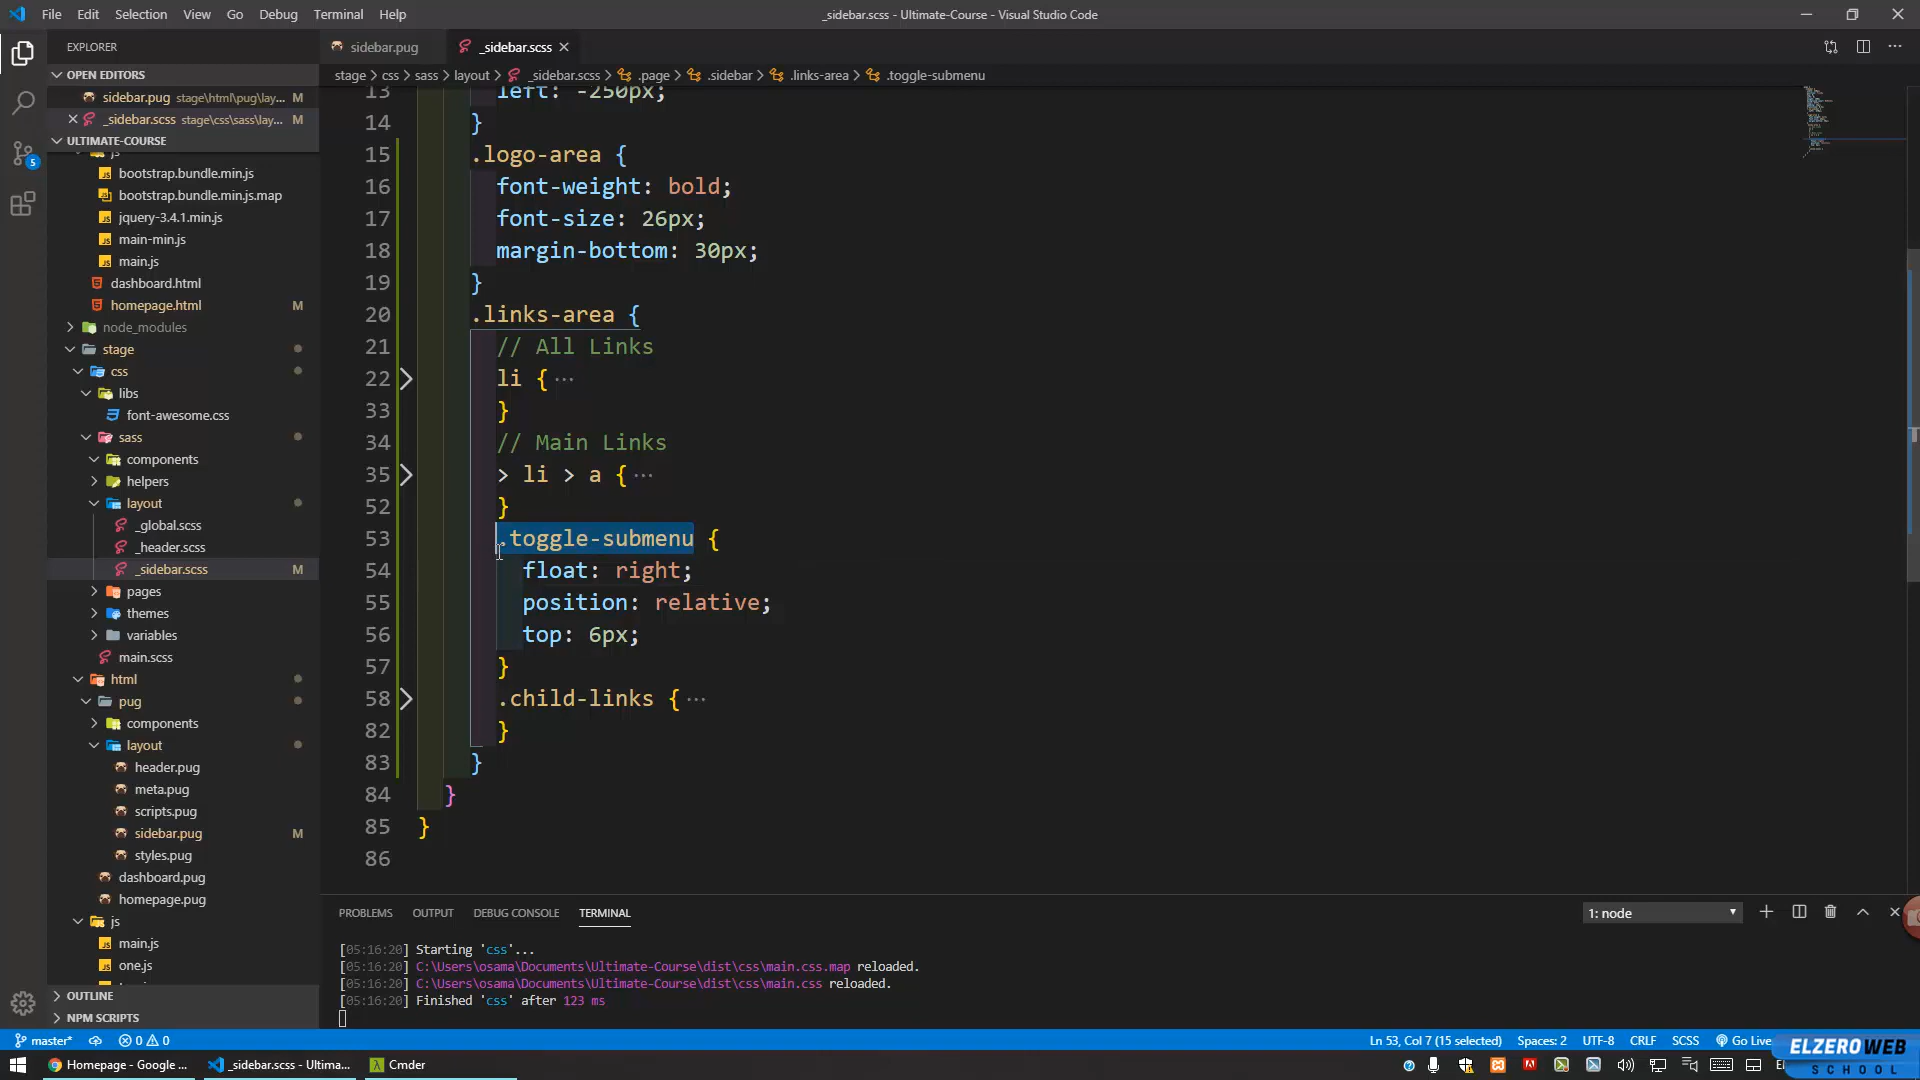 File Edit Selection View Go Debug Terminal Help
_sidebar.scss - Ultimate-Course - Visual Studio Code
EXPLORER
OPEN EDITORS
sidebar.pug stage\html\pug\lay... M
_sidebar.scss stage\css\sass\lay... M
ULTIMATE-COURSE
js
bootstrap.bundle.min.js
bootstrap.bundle.min.js.map
jquery-3.4.1.min.js
main-min.js
main.js
dashboard.html
homepage.html M
node_modules
stage
css
libs
font-awesome.css
sass
components
helpers
layout
_global.scss
_header.scss
_sidebar.scss M
pages
themes
variables
main.scss
html
pug
components
layout
header.pug
meta.pug
scripts.pug
sidebar.pug M
styles.pug
dashboard.pug
homepage.pug
js
main.js
one.js
OUTLINE
NPM SCRIPTS
sidebar.pug
_sidebar.scss
stage > css > sass > layout > _sidebar.scss > .page > .sidebar > .links-area > .toggle-submenu
13 left: -250px;
14 }
15 .logo-area {
16 font-weight: bold;
17 font-size: 26px;
18 margin-bottom: 30px;
19 }
20 .links-area {
21 // All Links
22 li { ...
33 }
34 // Main Links
35 > li > a { ...
52 }
53 .toggle-submenu {
54 float: right;
55 position: relative;
56 top: 6px;
57 }
58 .child-links { ...
82 }
83 }
84 }
85 }
86
PROBLEMS OUTPUT DEBUG CONSOLE TERMINAL
1: node
[05:16:20] Starting 'css'...
[05:16:20] C:\Users\osama\Documents\Ultimate-Course\dist\css\main.css.map reloaded.
[05:16:20] C:\Users\osama\Documents\Ultimate-Course\dist\css\main.css reloaded.
[05:16:20] Finished 'css' after 123 ms
master* 0 0
Ln 53, Col 7 (15 selected) Spaces: 2 UTF-8 CRLF SCSS Go Live
Homepage - Google ... _sidebar.scss - Ultima... Cmder
5
ELZEROWEB
SCHOOL